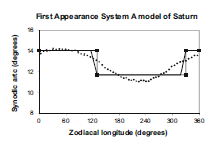 First Appearance System A model of Saturn
Synodic arc (degrees)
16
14
12
10
8
0 60 120 180 240 300 360
Zodiacal longitude (degrees)